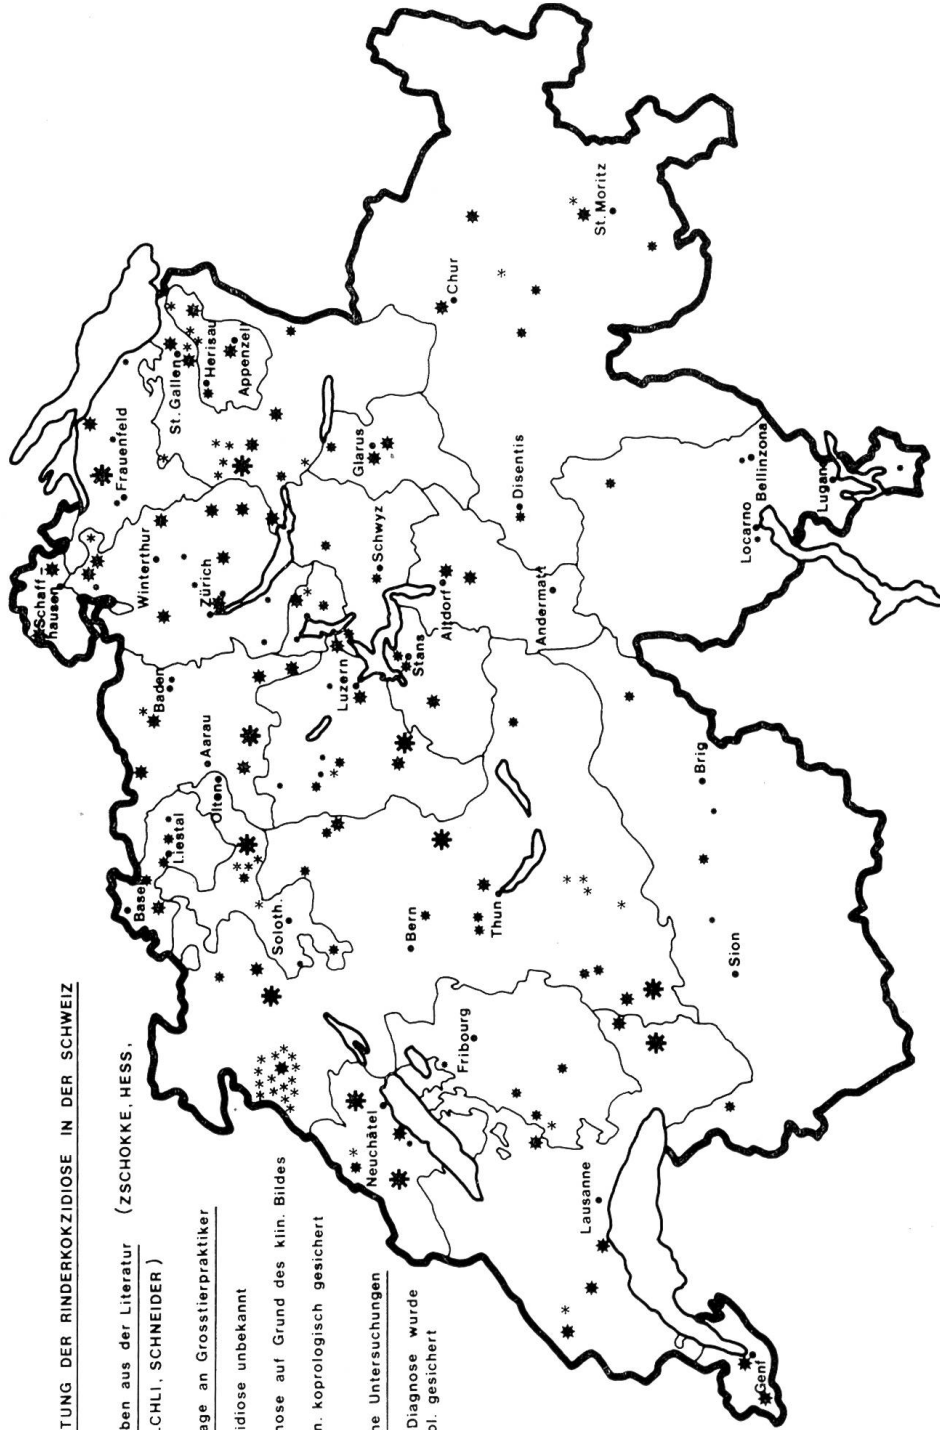 TUNG DER RINDERKOKZIDIOSE IN DER SCHWEIZ
ben aus der Literatur (ZSCHOKKE, HESS,
CHLI, SCHNEIDER )
age an Grosstierpraktiker
idiose unbekannt
nose auf Grund des klin. Bildes
n. koprologisch gesichert
ne Untersuchungen
Diagnose wurde
ol. gesichert
Schaff-
hausen
Basel
Liestal
Baden
Winterthur
Frauenfeld
St. Gallen
Herisau
Appenzell
Zürich
Aarau
Olten
Soloth.
Luzern
Stans
Schwyz
Glarus
Altdorf
Chur
Neuchâtel
Bern
Fribourg
Thun
Andermatt
Disentis
St. Moritz
Lausanne
Genf
Sion
Brig
Locarno
Bellinzona
Lugano